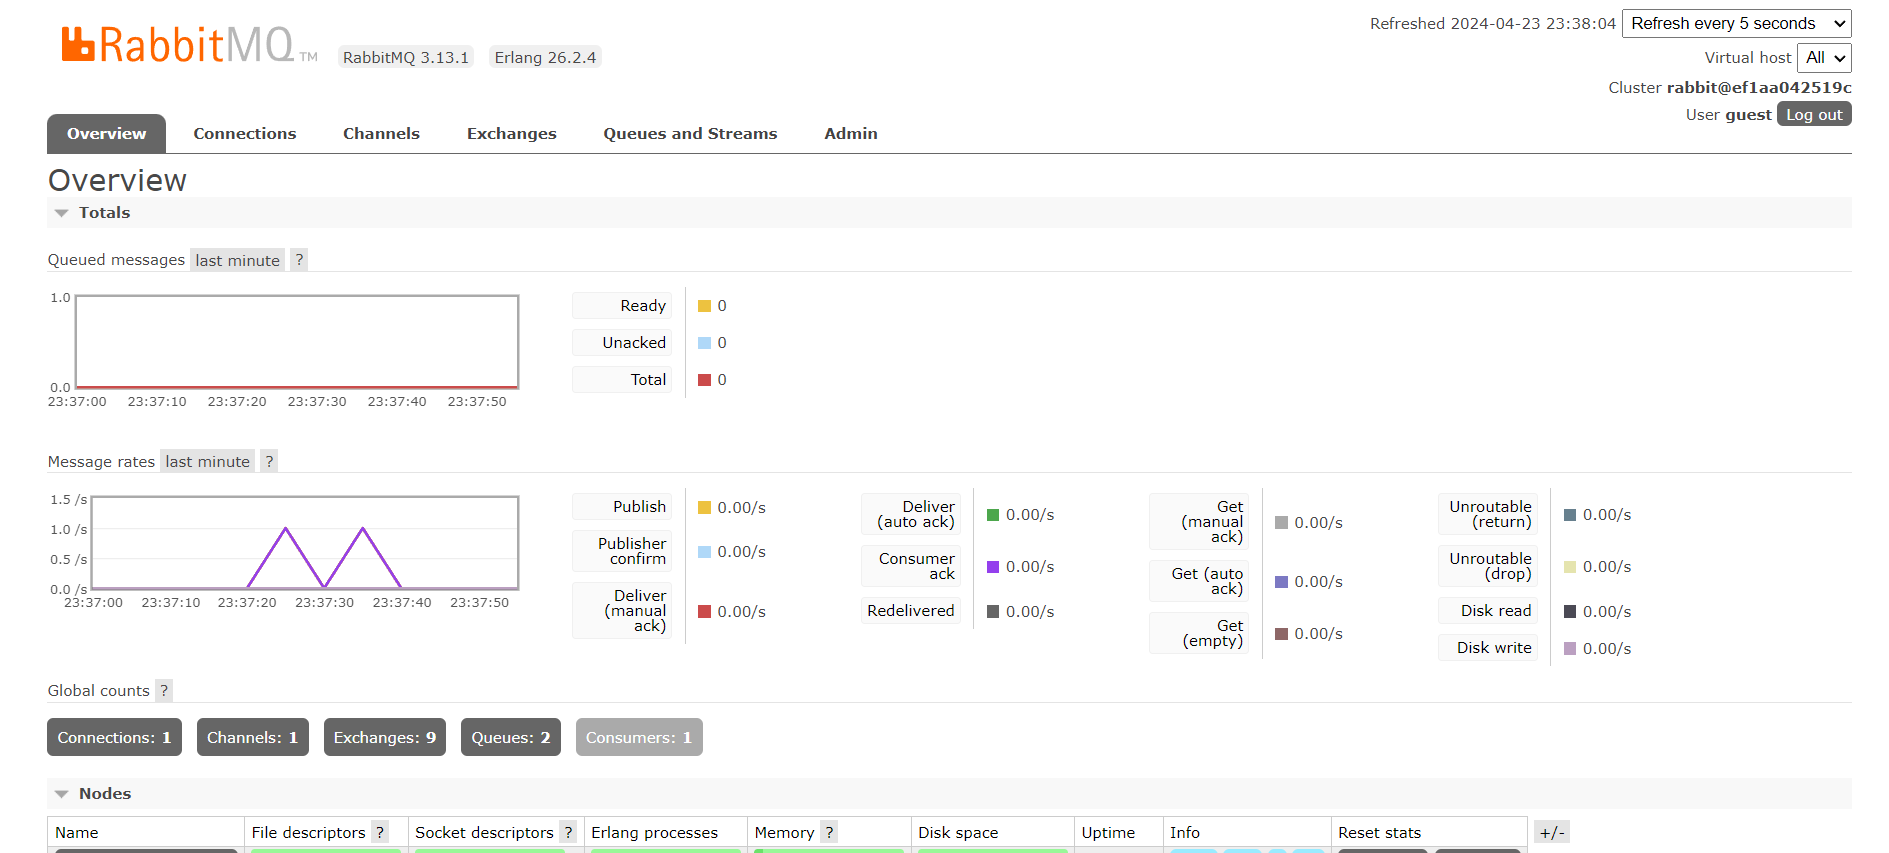 RabbitMQ TM
RabbitMQ 3.13.1
Erlang 26.2.4
Refreshed 2024-04-23 23:38:04 Refresh every 5 seconds
Virtual host All
Cluster rabbit@ef1aa042519c
User guest Log out
Overview Connections Channels Exchanges Queues and Streams Admin
Overview
Totals
Queued messages last minute ?
1.0
0.0
23:37:00 23:37:10 23:37:20 23:37:30 23:37:40 23:37:50
Ready 0
Unacked 0
Total 0
Message rates last minute ?
1.5 /s
1.0 /s
0.5 /s
0.0 /s
23:37:00 23:37:10 23:37:20 23:37:30 23:37:40 23:37:50
Publish 0.00/s
Publisher
confirm 0.00/s
Deliver
(manual
ack) 0.00/s
Deliver
(auto ack) 0.00/s
Consumer
ack 0.00/s
Redelivered 0.00/s
Get
(manual
ack) 0.00/s
Get (auto
ack) 0.00/s
Get
(empty) 0.00/s
Unroutable
(return) 0.00/s
Unroutable
(drop) 0.00/s
Disk read 0.00/s
Disk write 0.00/s
Global counts ?
Connections: 1 Channels: 1 Exchanges: 9 Queues: 2 Consumers: 1
Nodes
Name File descriptors ? Socket descriptors ? Erlang processes Memory ? Disk space Uptime Info Reset stats +/-